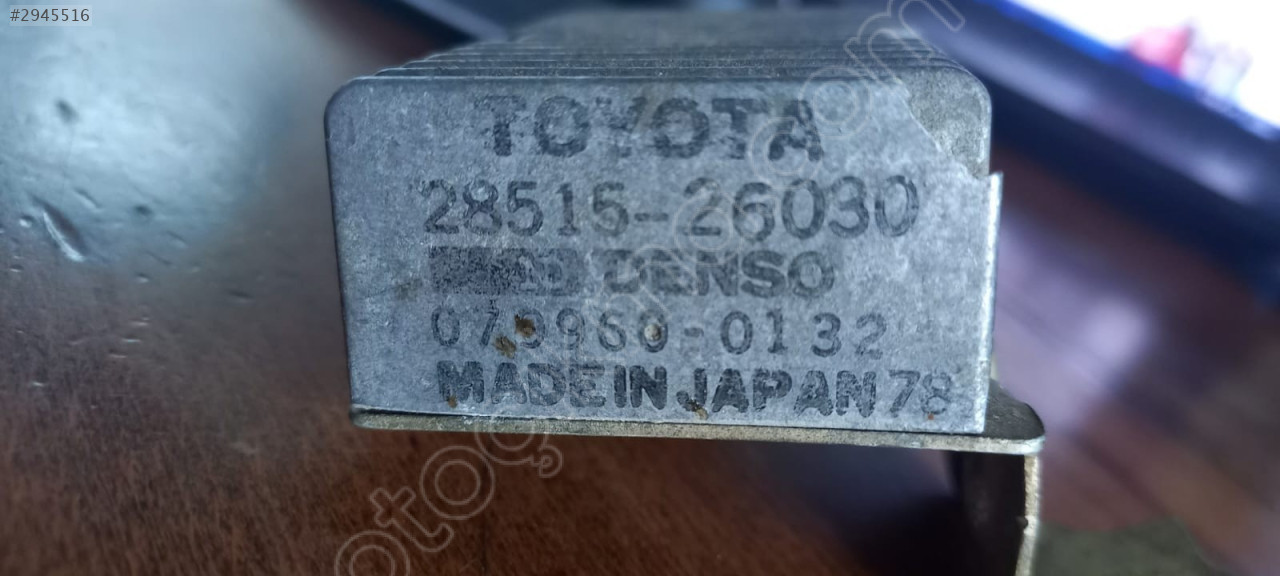 #2945516
TOYOTA
28515-26030
DENSO
079960-0132
MADE IN JAPAN 78